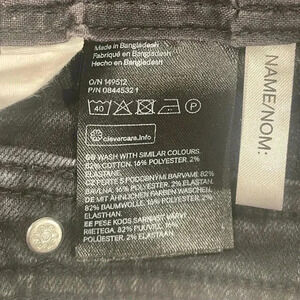 Made in Bangladesh
Fabriqué en Bangladesh
Hecho en Bangladesh
O/N 149512
P/N 0844532 1
40
P
clevercare.info
GB WASH WITH SIMILAR COLOURS.
82% COTTON. 16% POLYESTER. 2%
ELASTANE.
CZ PERTE S PODOBNÝMI BARVAMI 82%
BAVLNA. 16% POLYESTER. 2% ELASTAN.
DE MIT ÄHNLICHEN FARBEN WASCHEN.
82% BAUMWOLLE. 16% POLYESTER. 2%
ELASTHAN.
EE PESE KOOS SARNAST VÄRVI
RIIETEGA. 82% PUUVILL. 16%
POLÜESTER. 2% ELASTAAN.
NAME/NOM: